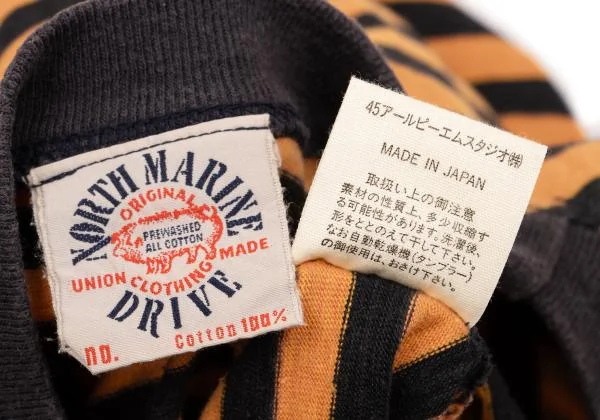 NORTH MARINE
ORIGINAL
PREWASHED
ALL COTTON
UNION CLOTHING MADE
DRIVE
no.
Cotton 100%
45アールピーエムスタジオ㈱
MADE IN JAPAN
取扱い上の御注意
素材の性質上、多少収縮す
る可能性があります。洗濯後、
形をととのえて干して下さい。
なお自動乾燥機(タンブラー)
の御使用は、おさけ下さい。